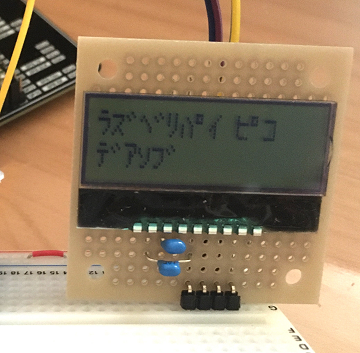 ﾗｽﾞﾍﾞﾘﾊﾟｲ ﾋﾟｺ
ﾃﾞｱｿﾌﾞ